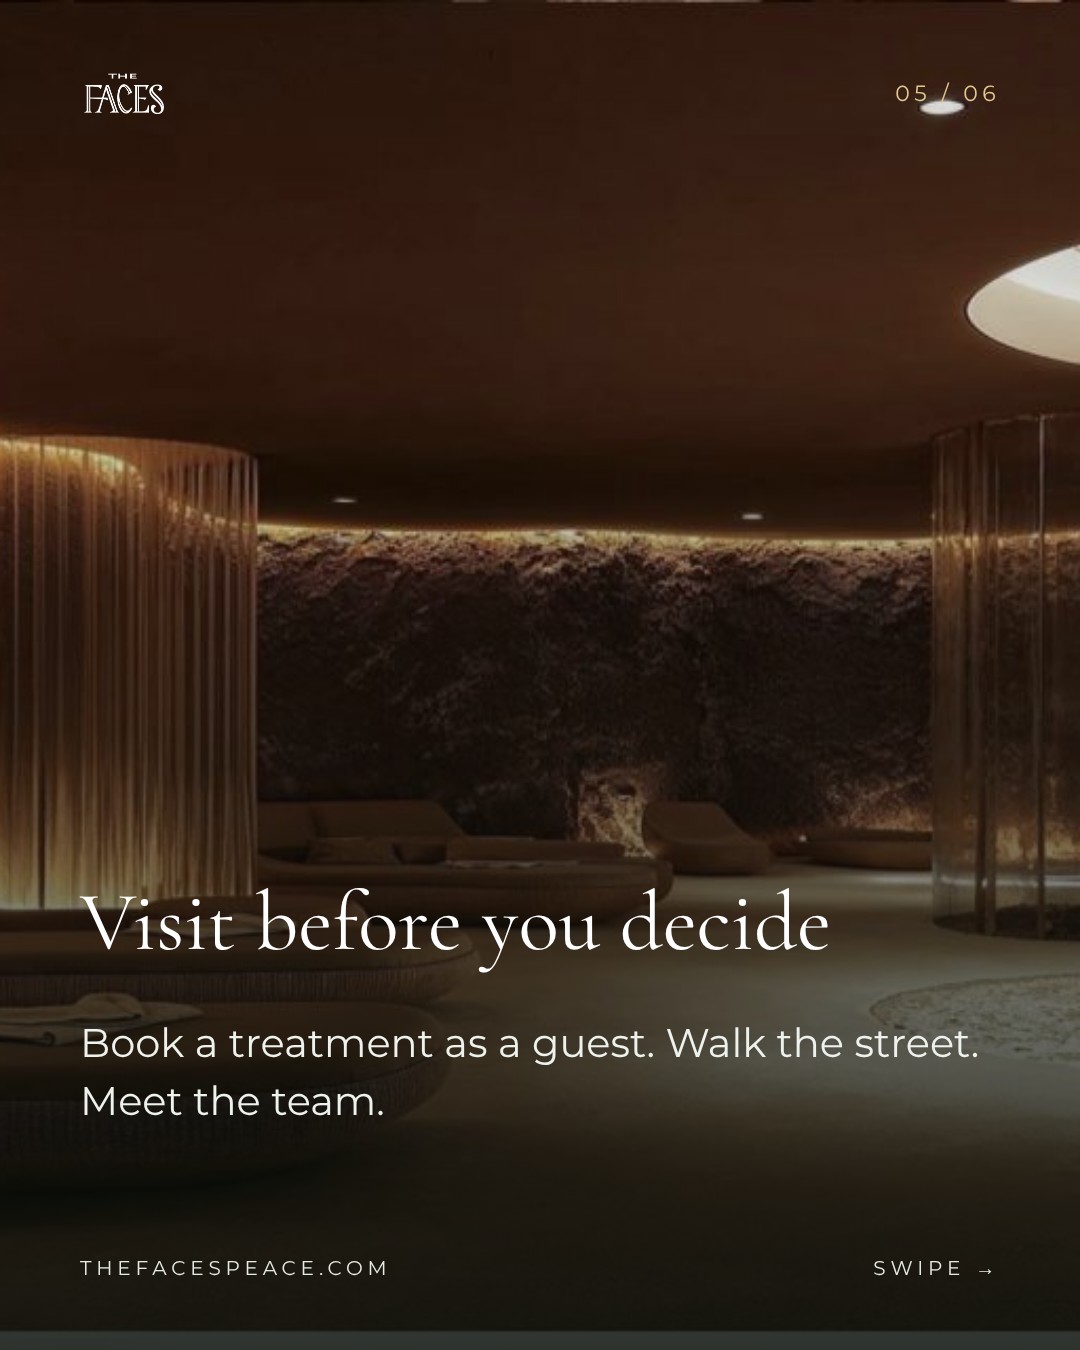 THE
FACES
05 / 06
Visit before you decide
Book a treatment as a guest. Walk the street.
Meet the team.
THEFACESPEACE.COM
SWIPE →